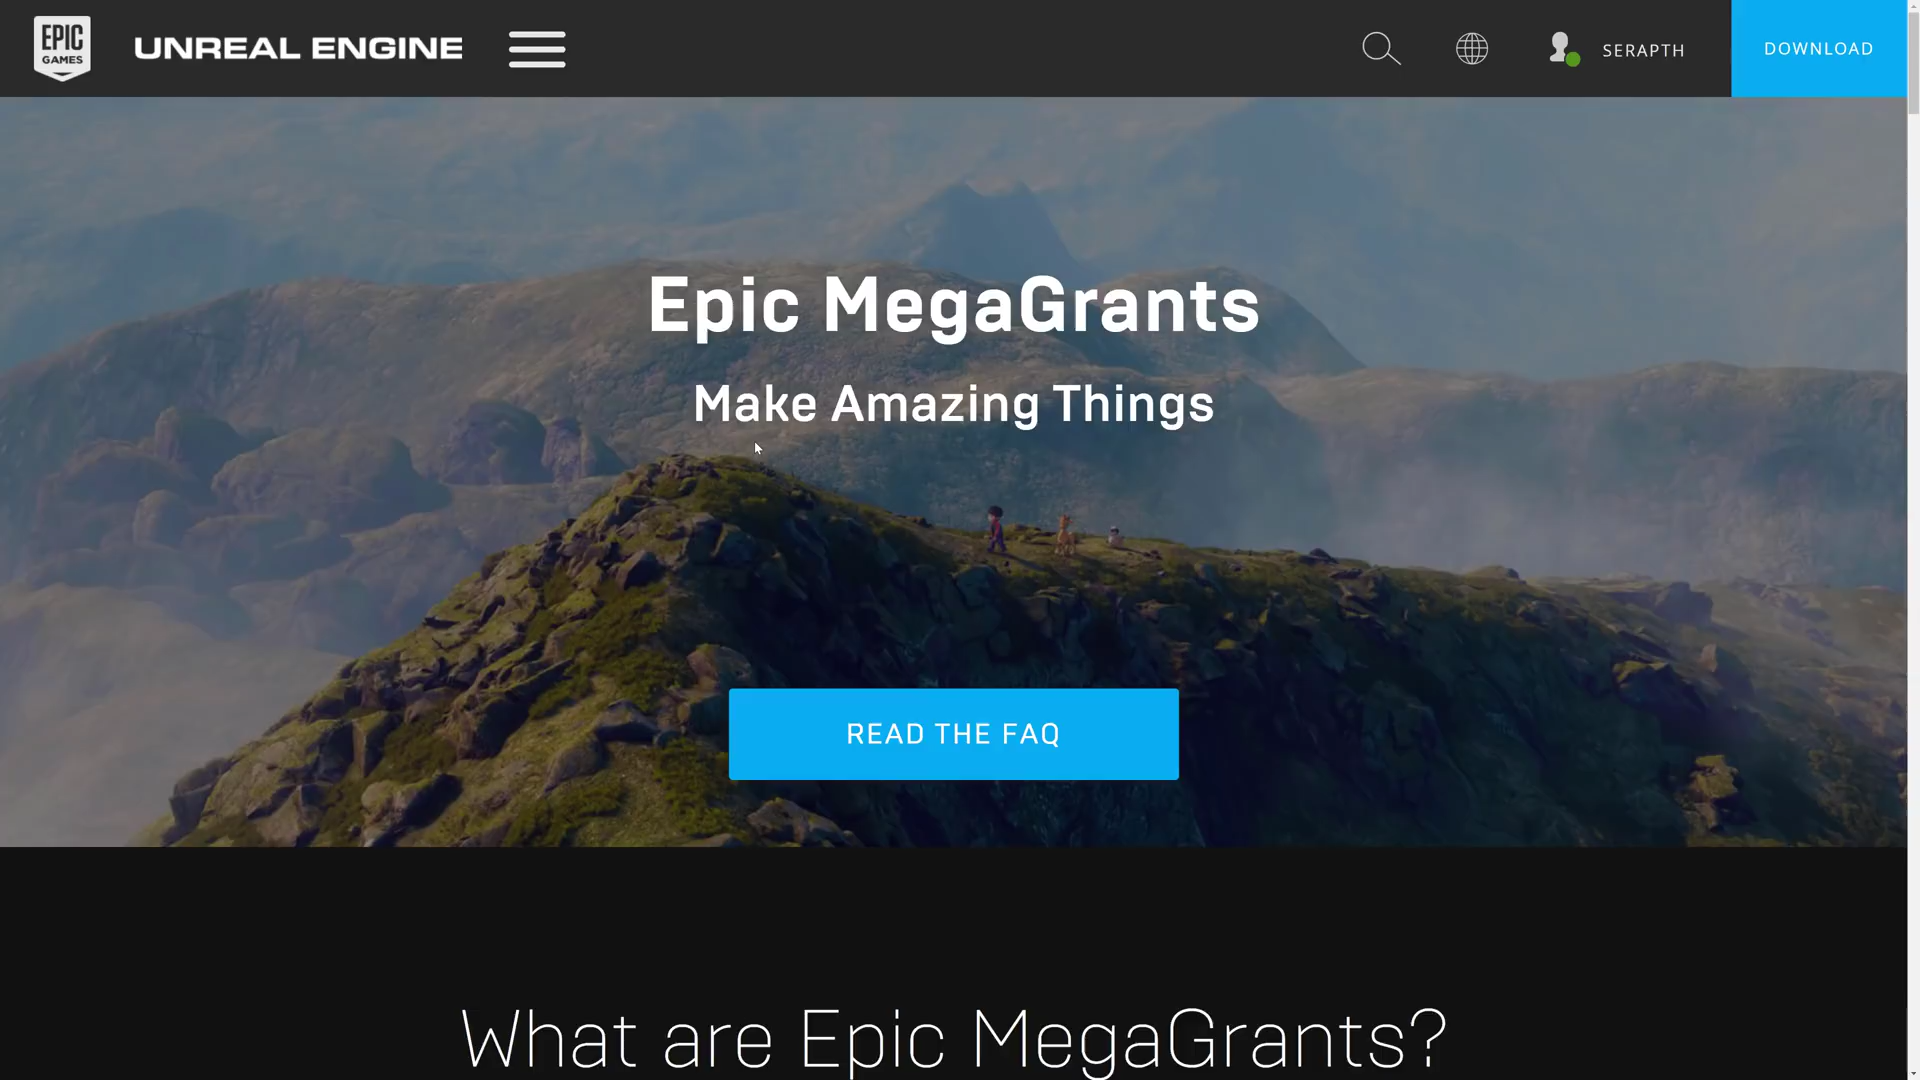 EPIC
GAMES
UNREAL ENGINE
SERAPTH
DOWNLOAD
Epic MegaGrants
Make Amazing Things
READ THE FAQ
What are Epic MegaGrants?